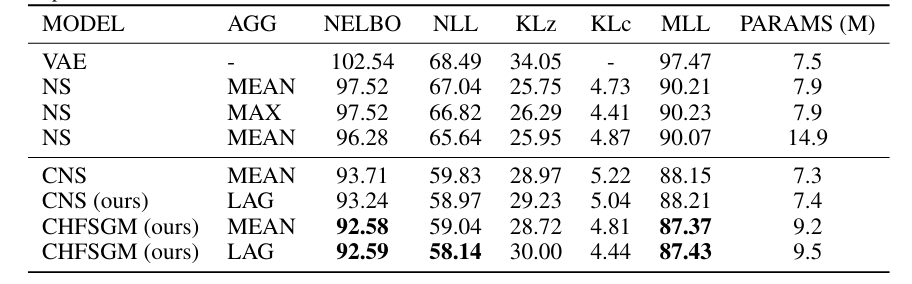 MODEL AGG NELBO NLL KLz KLc MLL PARAMS (M)
VAE - 102.54 68.49 34.05 - 97.47 7.5
NS MEAN 97.52 67.04 25.75 4.73 90.21 7.9
NS MAX 97.52 66.82 26.29 4.41 90.23 7.9
NS MEAN 96.28 65.64 25.95 4.87 90.07 14.9
CNS MEAN 93.71 59.83 28.97 5.22 88.15 7.3
CNS (ours) LAG 93.24 58.97 29.23 5.04 88.21 7.4
CHFSGM (ours) MEAN 92.58 59.04 28.72 4.81 87.37 9.2
CHFSGM (ours) LAG 92.59 58.14 30.00 4.44 87.43 9.5